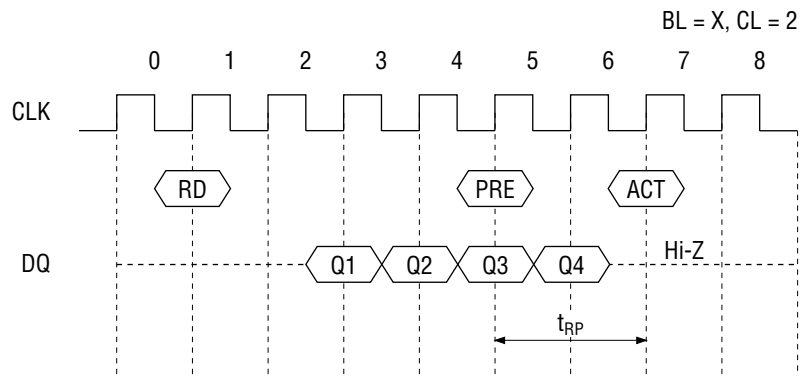 BL = X, CL = 2
0 1 2 3 4 5 6 7 8
CLK
RD PRE ACT
DQ Q1 Q2 Q3 Q4 Hi-Z
tRP